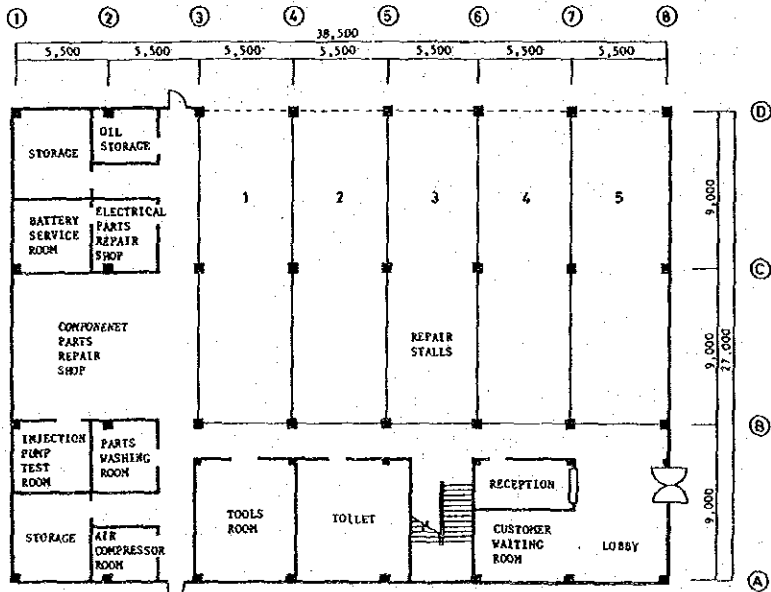 1 2 3 4 5 6 7 8
38,500
5,500 5,500 5,500 5,500 5,500 5,500 5,500
D
OIL
STORAGE
STORAGE
1 2 3 4 5
9,000
BATTERY
SERVICE
ROOM
ELECTRICAL
PARTS
REPAIR
SHOP
C
COMPONENET
PARTS
REPAIR
SHOP
REPAIR
STALLS
9,000
27,000
B
INJECTION
PUMP
TEST
ROOM
PARTS
WASHING
ROOM
RECEPTION
TOOLS
ROOM
TOILET
CUSTOMER
WAITING
ROOM
LOBBY
9,000
STORAGE
AIR
COMPRESSOR
ROOM
A